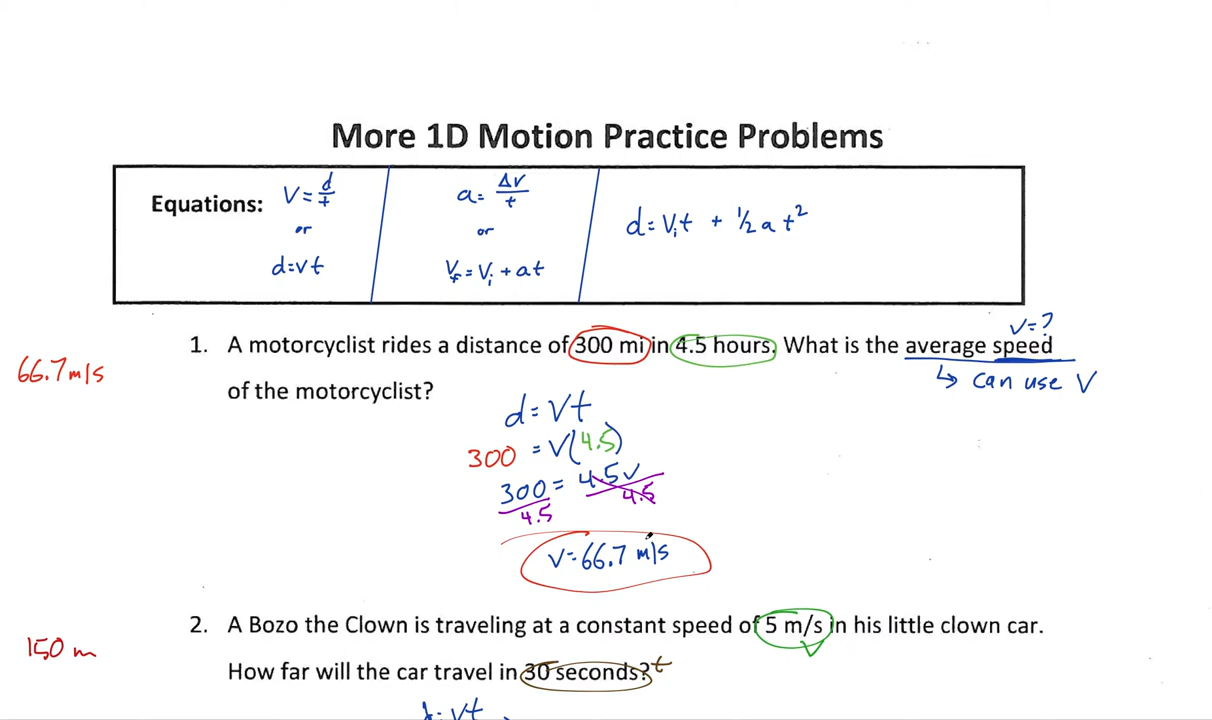 More 1D Motion Practice Problems
Equations: v = d/t
or
d = vt
a = Δv/t
or
Vf = Vi + at
d = Vit + 1/2 a t²
v = ?
1. A motorcyclist rides a distance of 300 mi in 4.5 hours. What is the average speed
↳ can use V
66.7 m/s
of the motorcyclist?
d = vt
300 = v(4.5)
300/4.5 = 4.5v/4.5
v = 66.7 m/s
2. A Bozo the Clown is traveling at a constant speed of 5 m/s in his little clown car.
v
150 m
How far will the car travel in 30 seconds? t
d = vt